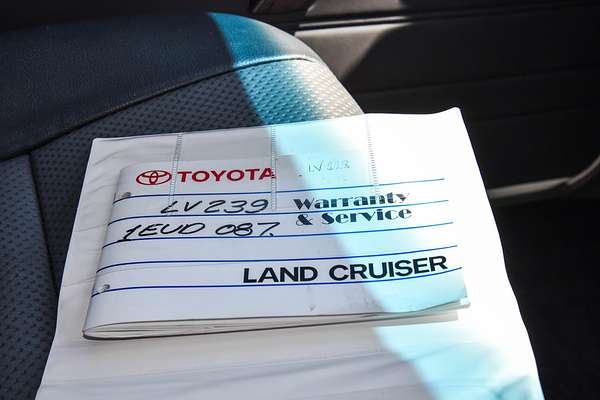 TOYOTA
LV239 Warranty
1EUD 087. & Service
LAND CRUISER